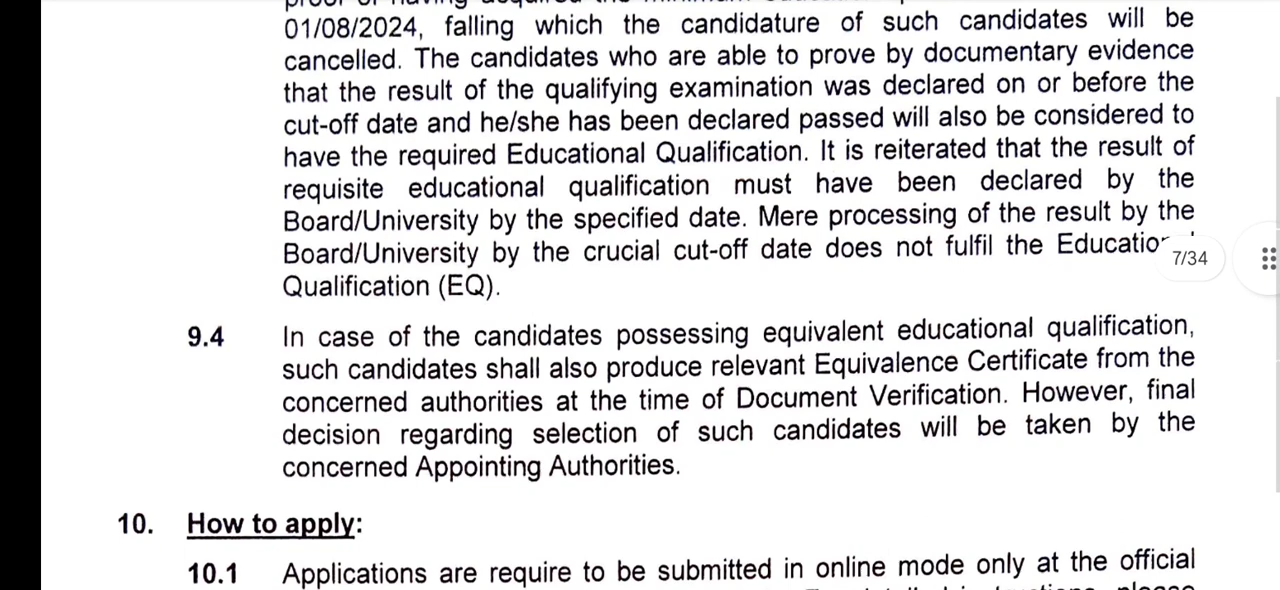 01/08/2024, falling which the candidature of such candidates will be
cancelled. The candidates who are able to prove by documentary evidence
that the result of the qualifying examination was declared on or before the
cut-off date and he/she has been declared passed will also be considered to
have the required Educational Qualification. It is reiterated that the result of
requisite educational qualification must have been declared by the
Board/University by the specified date. Mere processing of the result by the
Board/University by the crucial cut-off date does not fulfil the
7/34
Qualification (EQ).
9.4 In case of the candidates possessing equivalent educational qualification,
such candidates shall also produce relevant Equivalence Certificate from the
concerned authorities at the time of Document Verification. However, final
decision regarding selection of such candidates will be taken by the
concerned Appointing Authorities.
10. How to apply:
10.1 Applications are require to be submitted in online mode only at the official